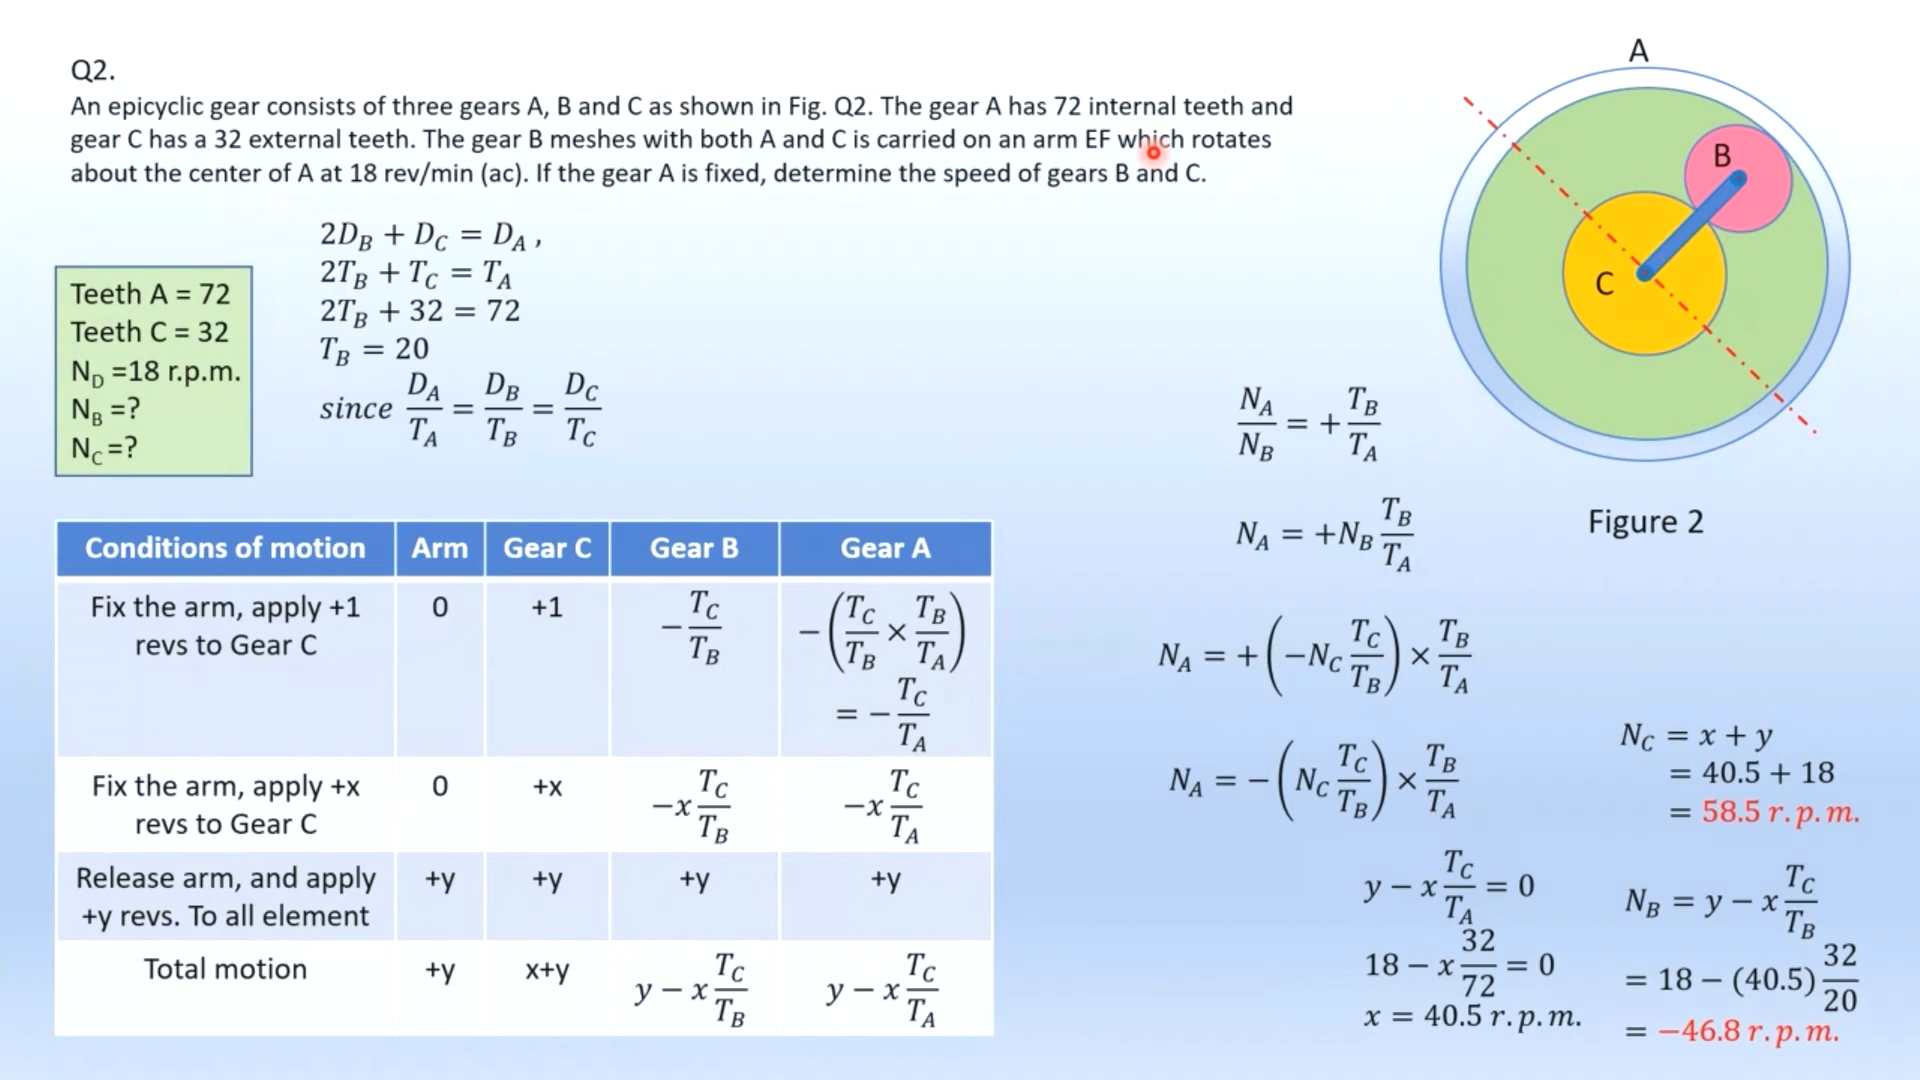 Q2.
An epicyclic gear consists of three gears A, B and C as shown in Fig. Q2. The gear A has 72 internal teeth and
gear C has a 32 external teeth. The gear B meshes with both A and C is carried on an arm EF which rotates
about the center of A at 18 rev/min (ac). If the gear A is fixed, determine the speed of gears B and C.
Teeth A = 72
Teeth C = 32
N_D =18 r.p.m.
N_B =?
N_C =?
2D_B + D_C = D_A ,
2T_B + T_C = T_A
2T_B + 32 = 72
T_B = 20
since D_A/T_A = D_B/T_B = D_C/T_C
A
B
C
Figure 2
Conditions of motion Arm Gear C Gear B Gear A
Fix the arm, apply +1 revs to Gear C 0 +1 −T_C/T_B −(T_C/T_B × T_B/T_A)
= −T_C/T_A
Fix the arm, apply +x revs to Gear C 0 +x −x T_C/T_B −x T_C/T_A
Release arm, and apply +y revs. To all element +y +y +y +y
Total motion +y x+y y − x T_C/T_B y − x T_C/T_A
N_A/N_B = + T_B/T_A
N_A = +N_B T_B/T_A
N_A = +(−N_C T_C/T_B) × T_B/T_A
N_A = −(N_C T_C/T_B) × T_B/T_A
y − x T_C/T_A = 0
18 − x 32/72 = 0
x = 40.5 r.p.m.
N_C = x + y
= 40.5 + 18
= 58.5 r.p.m.
N_B = y − x T_C/T_B
= 18 − (40.5) 32/20
= −46.8 r.p.m.